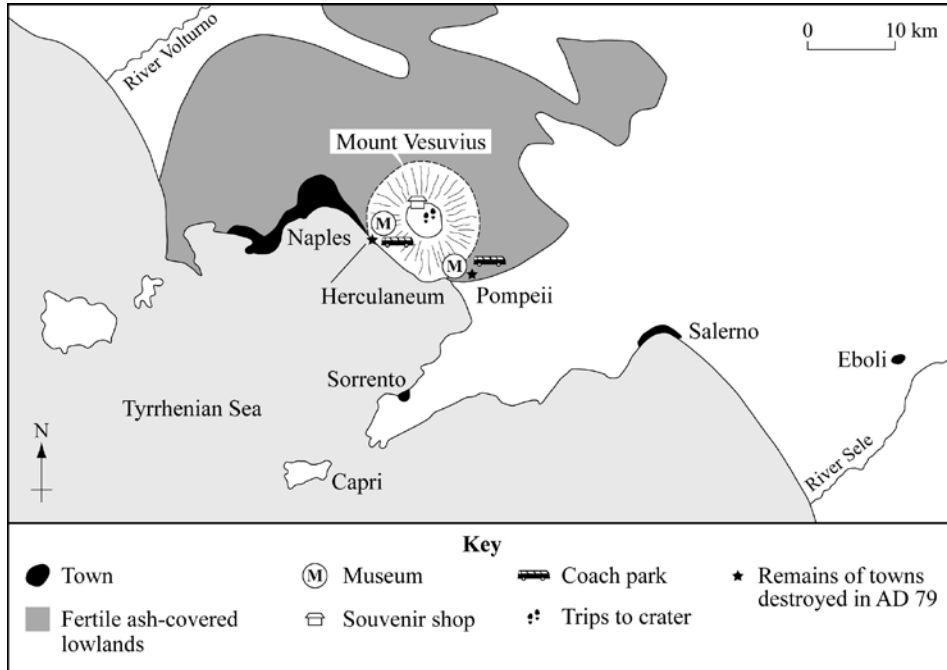 River Volturno
0 10 km
Mount Vesuvius
Naples
M
M
Herculaneum
Pompeii
Salerno
Eboli
Sorrento
Tyrrhenian Sea
N
Capri
River Sele
Key
Town
M Museum
Coach park
Remains of towns
destroyed in AD 79
Fertile ash-covered
lowlands
Souvenir shop
Trips to crater